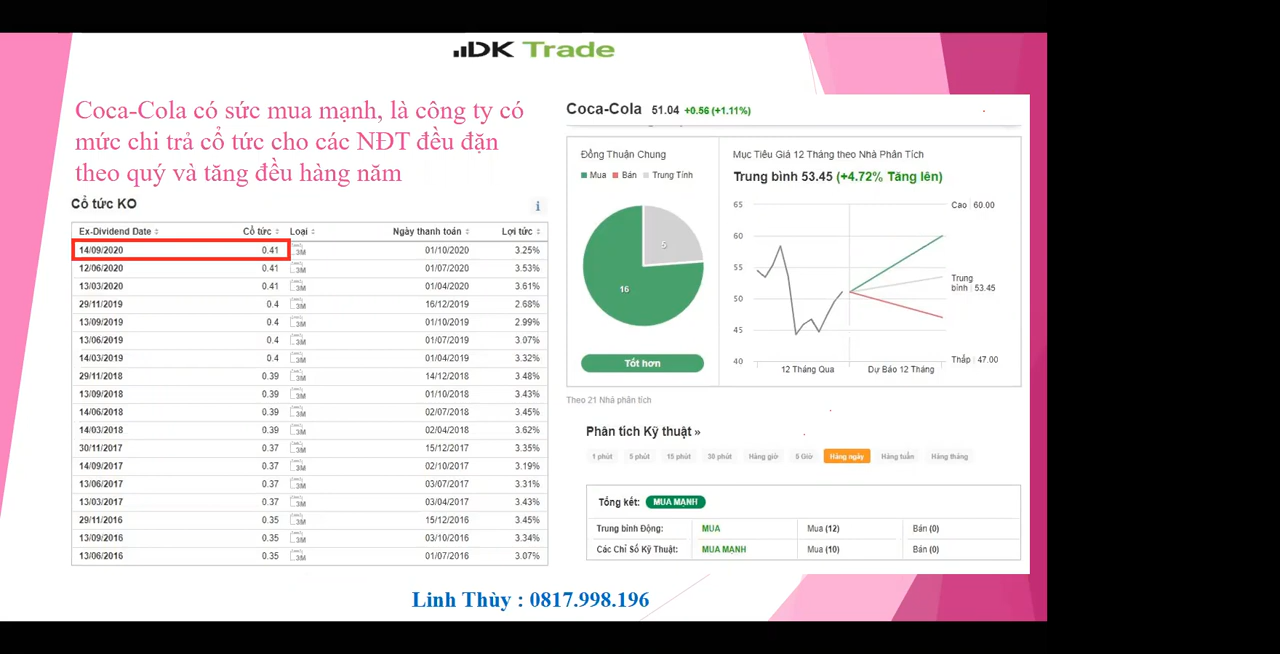 DK Trade
Coca-Cola có sức mua mạnh, là công ty có
mức chi trả cổ tức cho các NĐT đều đặn
theo quý và tăng đều hàng năm
Cổ tức KO
i
Ex-Dividend Date Cổ tức Loại Ngày thanh toán Lợi tức
14/09/2020 0.41 3M 01/10/2020 3.25%
12/06/2020 0.41 3M 01/07/2020 3.53%
13/03/2020 0.41 3M 01/04/2020 3.61%
29/11/2019 0.4 3M 16/12/2019 2.68%
13/09/2019 0.4 3M 01/10/2019 2.99%
13/06/2019 0.4 3M 01/07/2019 3.07%
14/03/2019 0.4 3M 01/04/2019 3.32%
29/11/2018 0.39 3M 14/12/2018 3.48%
13/09/2018 0.39 3M 01/10/2018 3.43%
14/06/2018 0.39 3M 02/07/2018 3.45%
14/03/2018 0.39 3M 02/04/2018 3.62%
30/11/2017 0.37 3M 15/12/2017 3.35%
14/09/2017 0.37 3M 02/10/2017 3.19%
13/06/2017 0.37 3M 03/07/2017 3.31%
13/03/2017 0.37 3M 03/04/2017 3.43%
29/11/2016 0.35 3M 15/12/2016 3.45%
13/09/2016 0.35 3M 03/10/2016 3.34%
13/06/2016 0.35 3M 01/07/2016 3.07%
Coca-Cola 51.04 +0.56 (+1.11%)
Đồng Thuận Chung
Mua Bán Trung Tính
5
16
Tốt hơn
Mục Tiêu Giá 12 Tháng theo Nhà Phân Tích
Trung bình 53.45 (+4.72% Tăng lên)
65
60
55
50
45
40
Cao 60.00
Trung
bình 53.45
Thấp 47.00
12 Tháng Qua Dự Báo 12 Tháng
Theo 21 Nhà phân tích
Phân tích Kỹ thuật »
1 phút 5 phút 15 phút 30 phút Hàng giờ 5 Giờ Hàng ngày Hàng tuần Hàng tháng
Tổng kết: MUA MẠNH
Trung bình Động: MUA Mua (12) Bán (0)
Các Chỉ Số Kỹ Thuật: MUA MẠNH Mua (10) Bán (0)
Linh Thùy : 0817.998.196